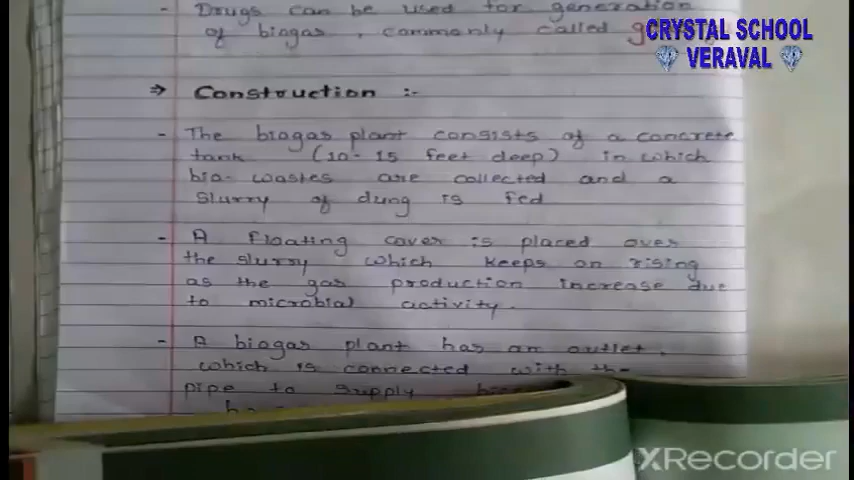 - Drugs can be used for generation
of biogas, commonly called g
CRYSTAL SCHOOL
VERAVAL
⇒ Construction :-
- The biogas plant consists of a concrete
tank (10-15 feet deep) in which
bio-wastes are collected and a
slurry of dung is fed
- A floating cover is placed over
the slurry which keeps on rising
as the gas production increase due
to microbial activity.
- A biogas plant has an outlet,
which is connected with the
pipe to supply
XRecorder